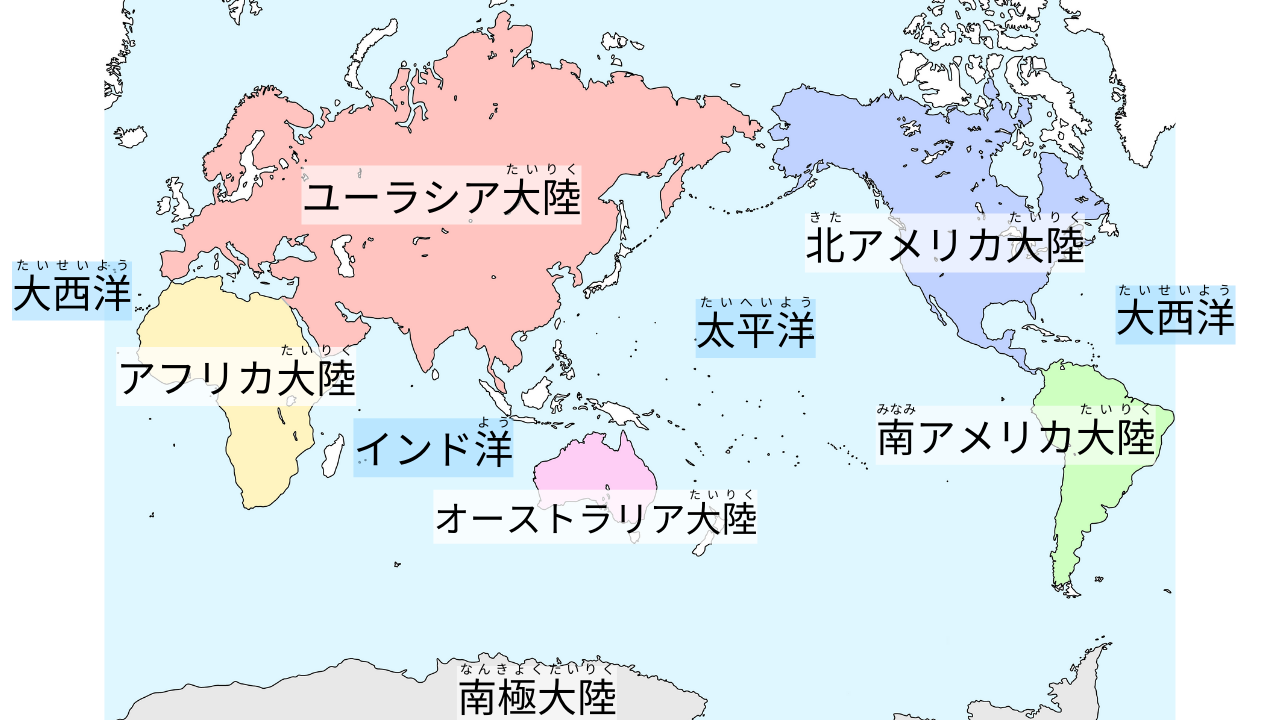 たいりく
ユーラシア大陸
きた たいりく
北アメリカ大陸
たいせいよう
大西洋
たいへいよう
太平洋
たいせいよう
大西洋
たいりく
アフリカ大陸
みなみ たいりく
南アメリカ大陸
よう
インド洋
たいりく
オーストラリア大陸
なんきょくたいりく
南極大陸